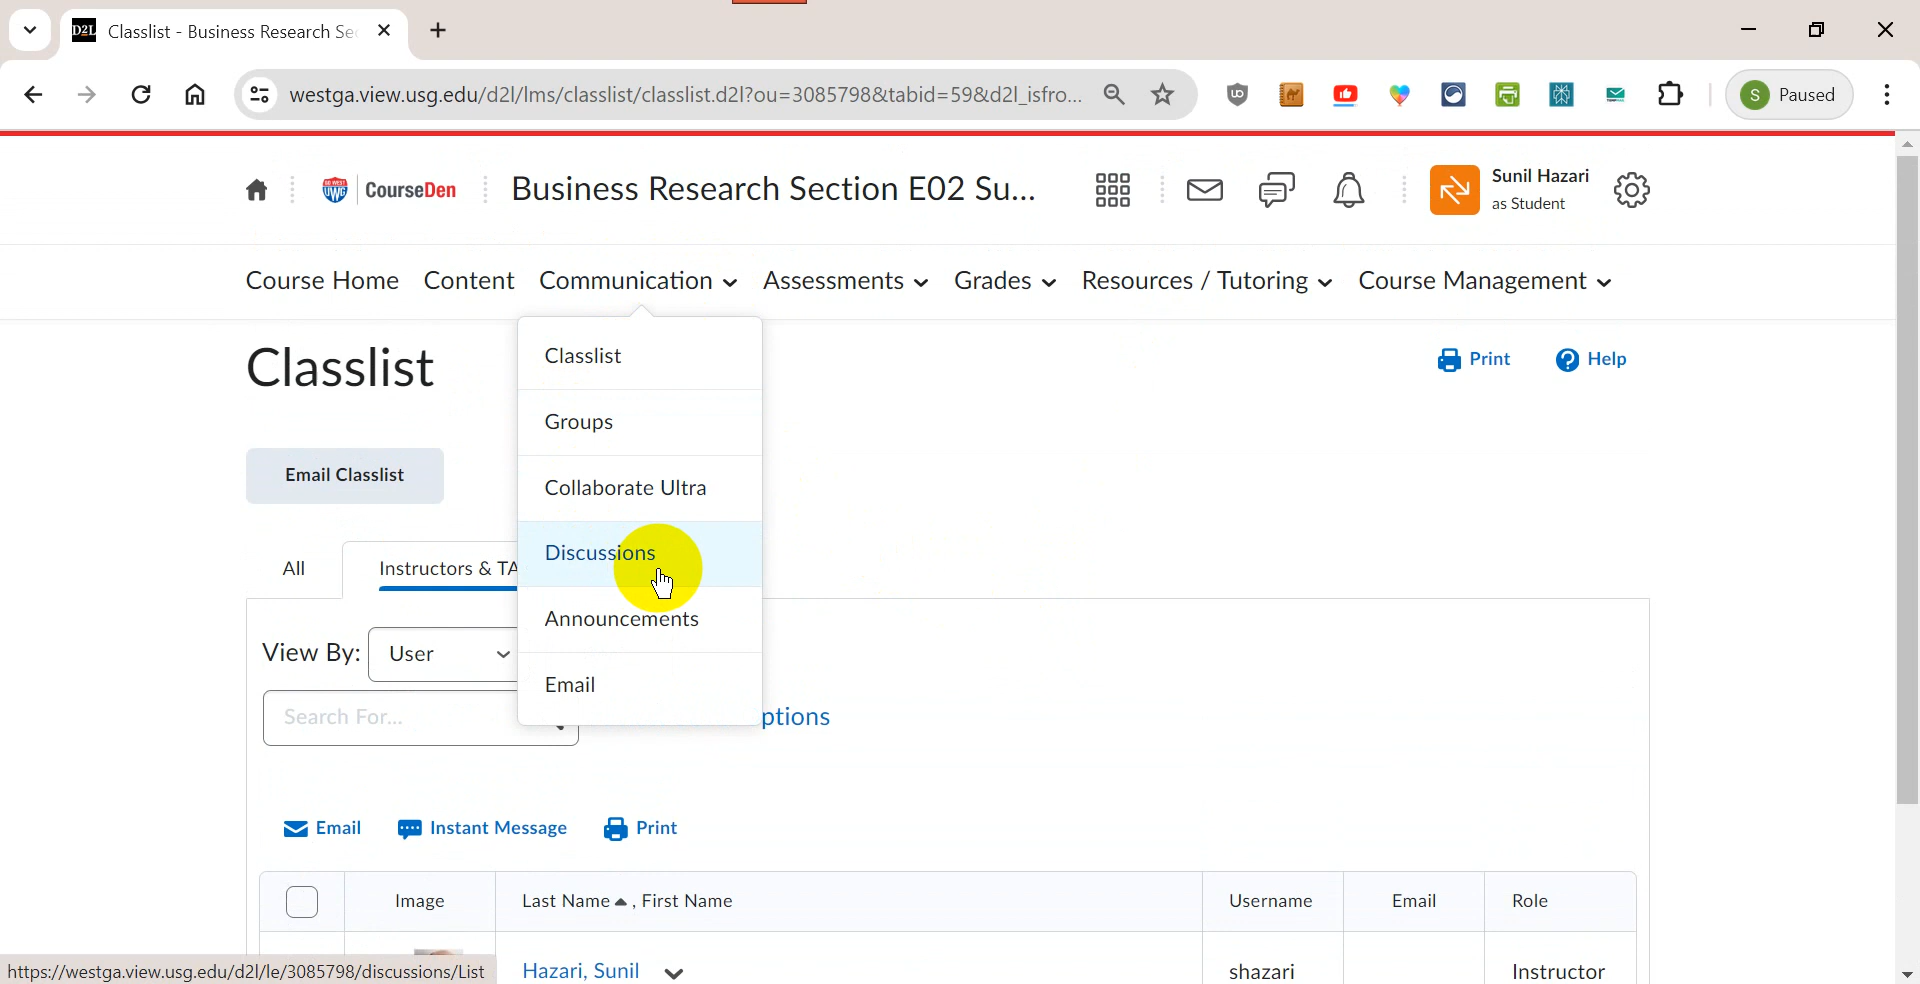 D2L Classlist - Business Research Se
westga.view.usg.edu/d2l/lms/classlist/classlist.d2l?ou=3085798&tabid=59&d2l_isfro...
S Paused
GO WEST
UWG
CourseDen
Business Research Section E02 Su...
Sunil Hazari
as Student
Course Home Content Communication Assessments Grades Resources / Tutoring Course Management
Classlist
Print
Help
Classlist
Groups
Collaborate Ultra
Discussions
Announcements
Email
Email Classlist
All
Instructors & TA
View By: User
Search For...
ptions
Email Instant Message Print
Image Last Name , First Name Username Email Role
Hazari, Sunil shazari Instructor
https://westga.view.usg.edu/d2l/le/3085798/discussions/List